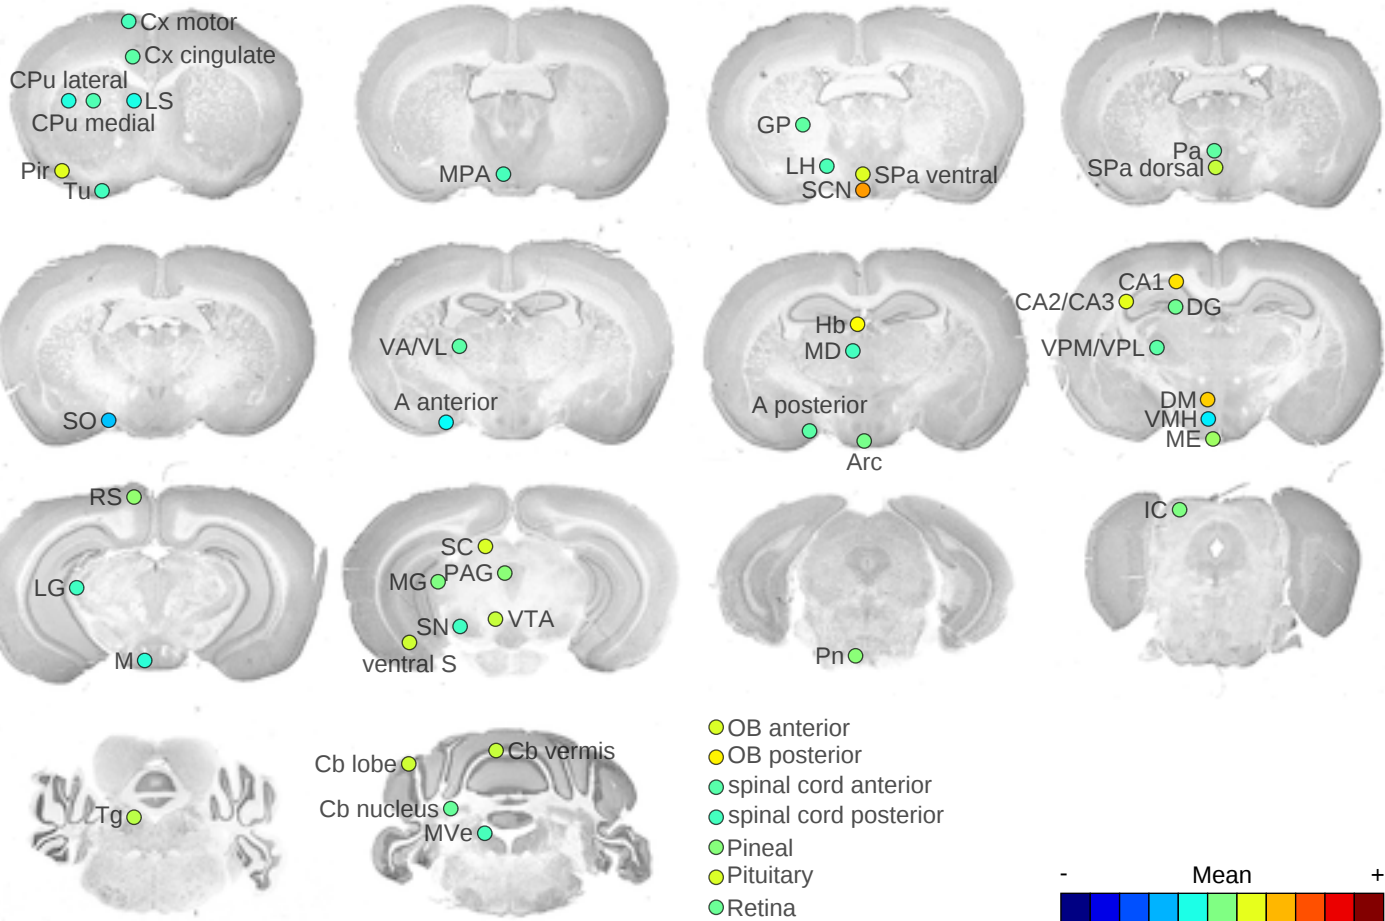 Cx motor
Cx cingulate
CPu lateral
LS
CPu medial
Pir
Tu
MPA
GP
LH
SPa ventral
SCN
Pa
SPa dorsal
SO
VA/VL
A anterior
Hb
MD
A posterior
Arc
CA1
CA2/CA3
DG
VPM/VPL
DM
VMH
ME
RS
LG
M
SC
MG
PAG
SN
VTA
ventral S
Pn
IC
Tg
Cb lobe
Cb vermis
Cb nucleus
MVe
OB anterior
OB posterior
spinal cord anterior
spinal cord posterior
Pineal
Pituitary
Retina
- Mean +